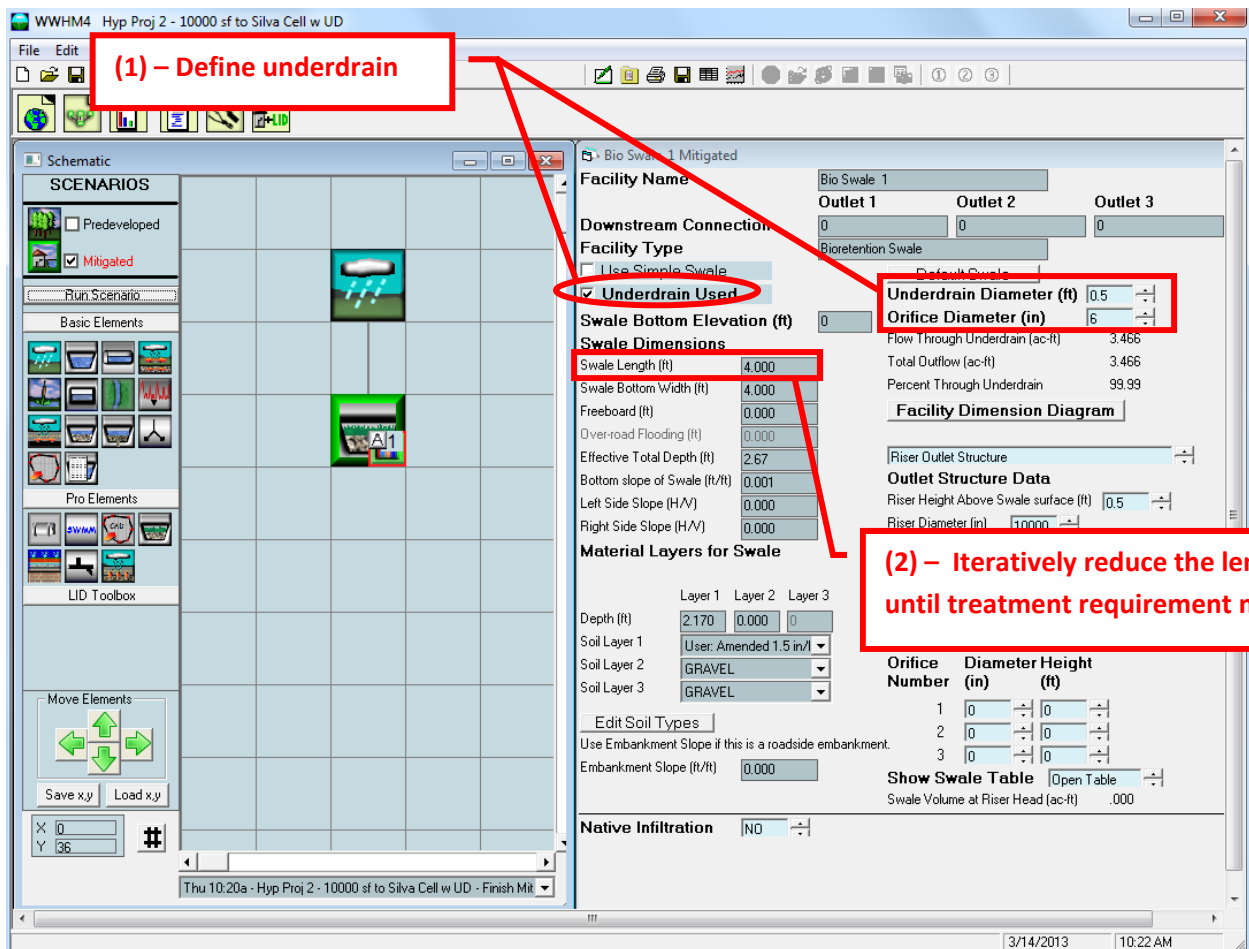 WWHM4 Hyp Proj 2 - 10000 sf to Silva Cell w UD
File Edit
(1) – Define underdrain
Schematic
SCENARIOS
Predeveloped
Mitigated
Run Scenario
Basic Elements
Pro Elements
SWMM
LID Toolbox
Move Elements
Save x,y Load x,y
X 0
Y 36
#
A 1
Thu 10:20a - Hyp Proj 2 - 10000 sf to Silva Cell w UD - Finish Mit
Bio Swale 1 Mitigated
Facility Name Bio Swale 1
Outlet 1 Outlet 2 Outlet 3
Downstream Connection 0 0 0
Facility Type Bioretention Swale
Use Simple Swale Default Swale
Underdrain Used Underdrain Diameter (ft) 0.5
Orifice Diameter (in) 6
Swale Bottom Elevation (ft) 0
Flow Through Underdrain (ac-ft) 3.466
Swale Dimensions
Total Outflow (ac-ft) 3.466
Swale Length (ft) 4.000
Percent Through Underdrain 99.99
Swale Bottom Width (ft) 4.000
Freeboard (ft) 0.000
Facility Dimension Diagram
Over-road Flooding (ft) 0.000
Effective Total Depth (ft) 2.67
Riser Outlet Structure
Bottom slope of Swale (ft/ft) 0.001
Outlet Structure Data
Left Side Slope (H/V) 0.000
Riser Height Above Swale surface (ft) 0.5
Right Side Slope (H/V) 0.000
Riser Diameter (in) 10000
Material Layers for Swale
(2) – Iteratively reduce the
until treatment requirement
Layer 1 Layer 2 Layer 3
Depth (ft) 2.170 0.000 0
Soil Layer 1 User: Amended 1.5 in/
Soil Layer 2 GRAVEL
Soil Layer 3 GRAVEL
Edit Soil Types
Use Embankment Slope if this is a roadside embankment.
Embankment Slope (ft/ft) 0.000
Orifice Diameter Height
Number (in) (ft)
1 0 0
2 0 0
3 0 0
Show Swale Table Open Table
Swale Volume at Riser Head (ac-ft) .000
Native Infiltration NO
3/14/2013 10:22 AM